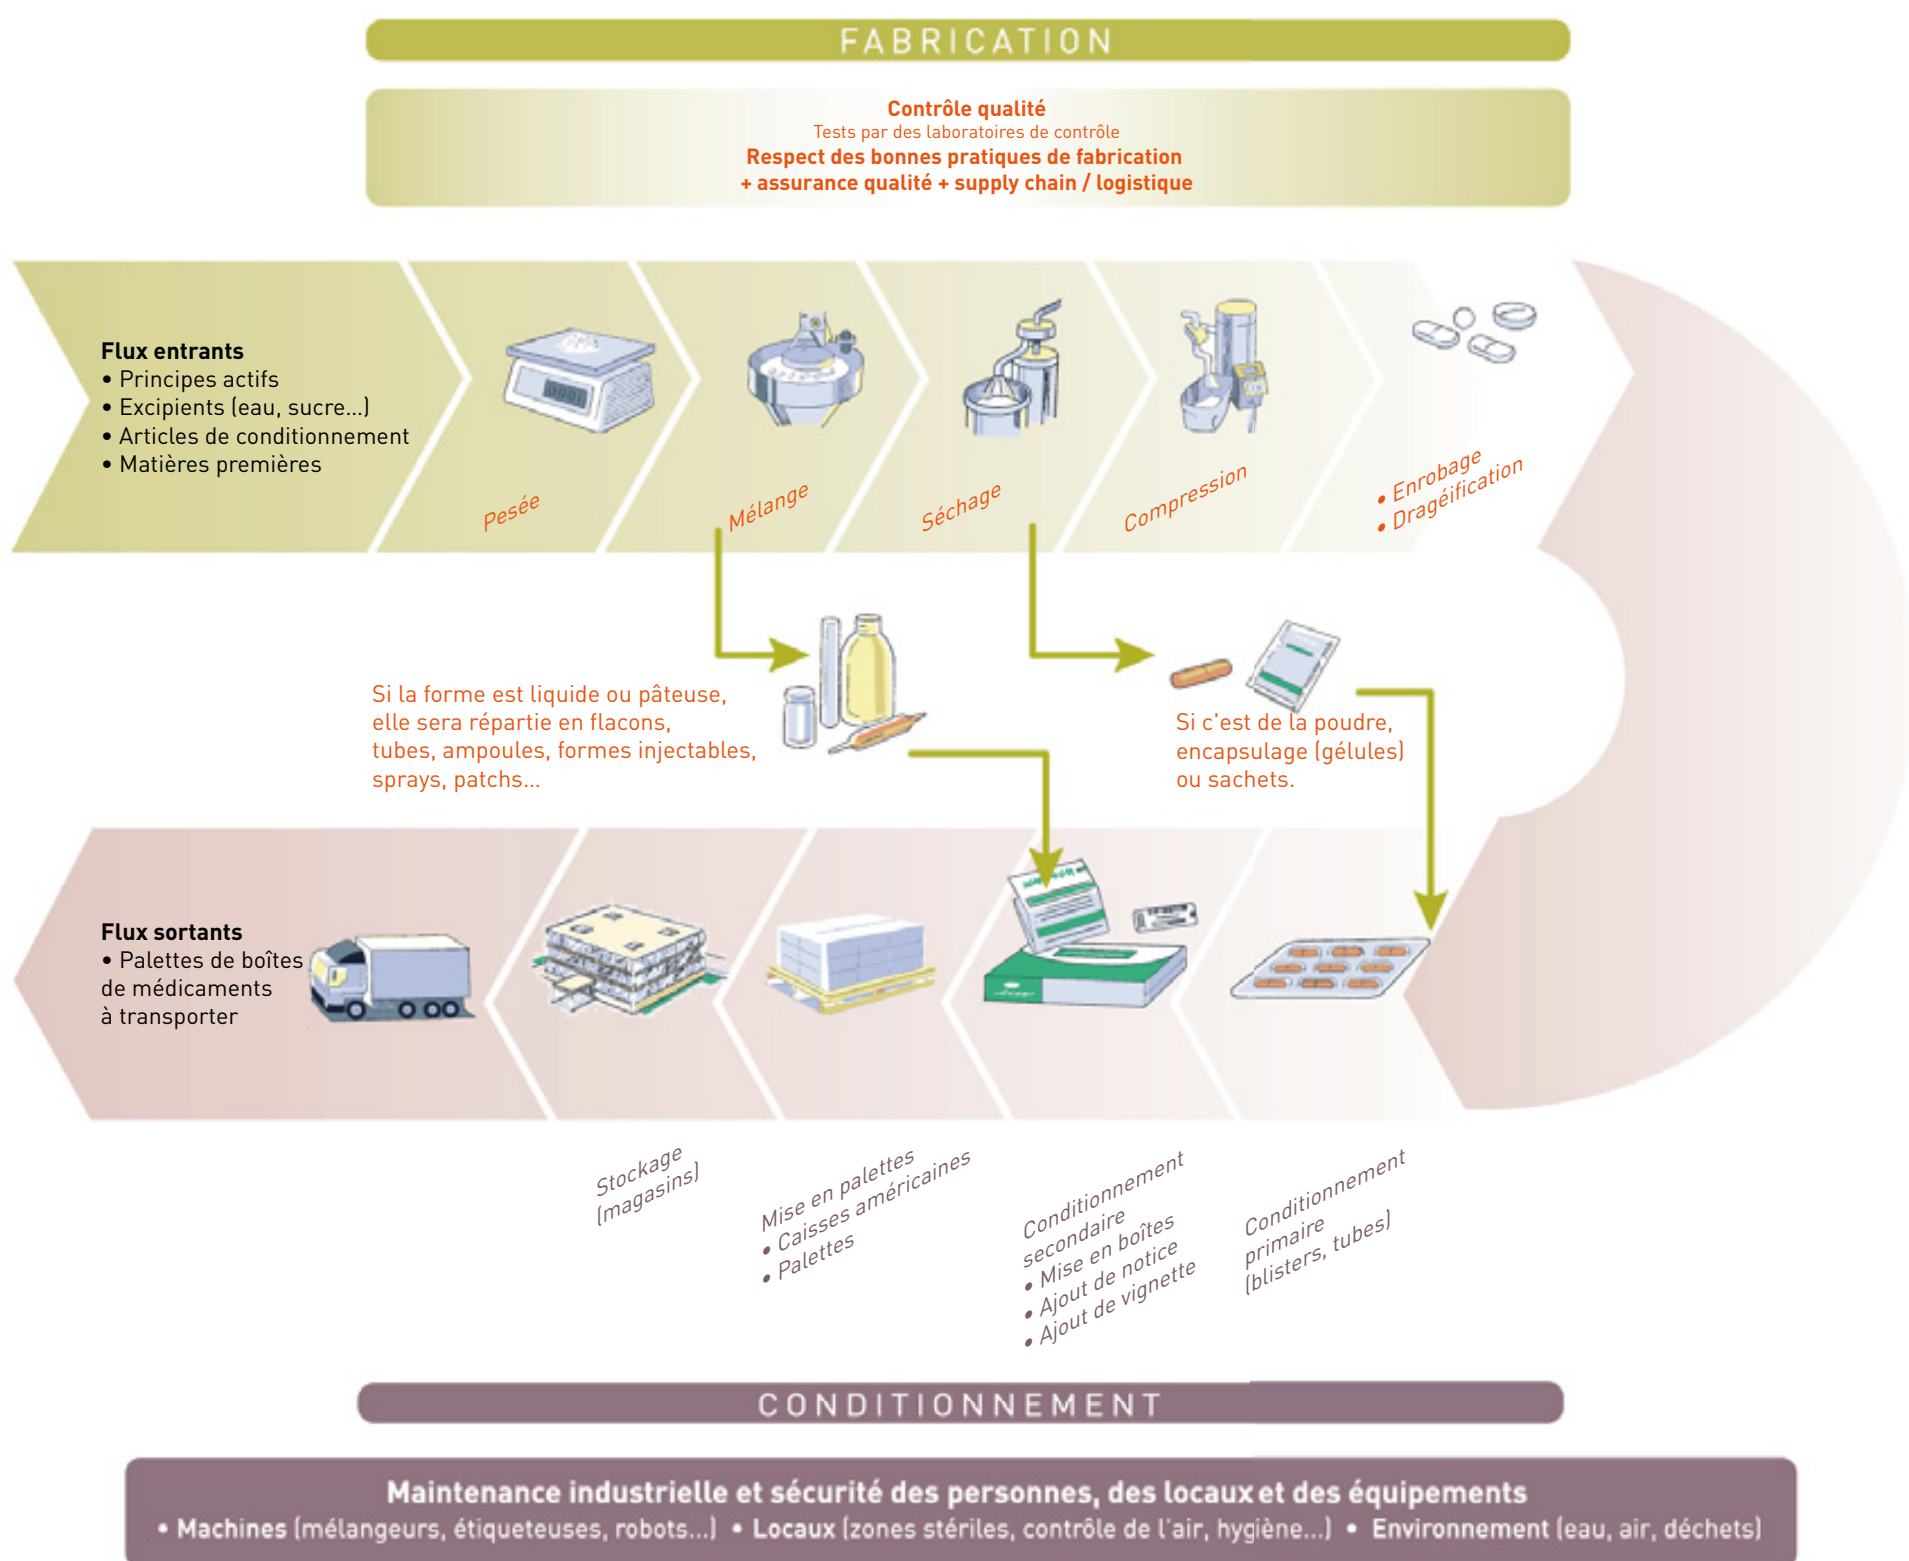 FABRICATION
Contrôle qualité
Tests par des laboratoires de contrôle
Respect des bonnes pratiques de fabrication
+ assurance qualité + supply chain / logistique
Flux entrants
• Principes actifs
• Excipients (eau, sucre...)
• Articles de conditionnement
• Matières premières
Pesée
Mélange
Séchage
Compression
• Enrobage
• Dragéification
Si la forme est liquide ou pâteuse,
elle sera répartie en flacons,
tubes, ampoules, formes injectables,
sprays, patchs...
Si c'est de la poudre,
encapsulage (gélules)
ou sachets.
Flux sortants
• Palettes de boîtes
de médicaments
à transporter
Stockage
(magasins)
Mise en palettes
• Caisses américaines
• Palettes
Conditionnement
secondaire
• Mise en boîtes
• Ajout de notice
• Ajout de vignette
Conditionnement
primaire
(blisters, tubes)
CONDITIONNEMENT
Maintenance industrielle et sécurité des personnes, des locaux et des équipements
• Machines (mélangeurs, étiqueteuses, robots...) • Locaux (zones stériles, contrôle de l'air, hygiène...) • Environnement (eau, air, déchets)